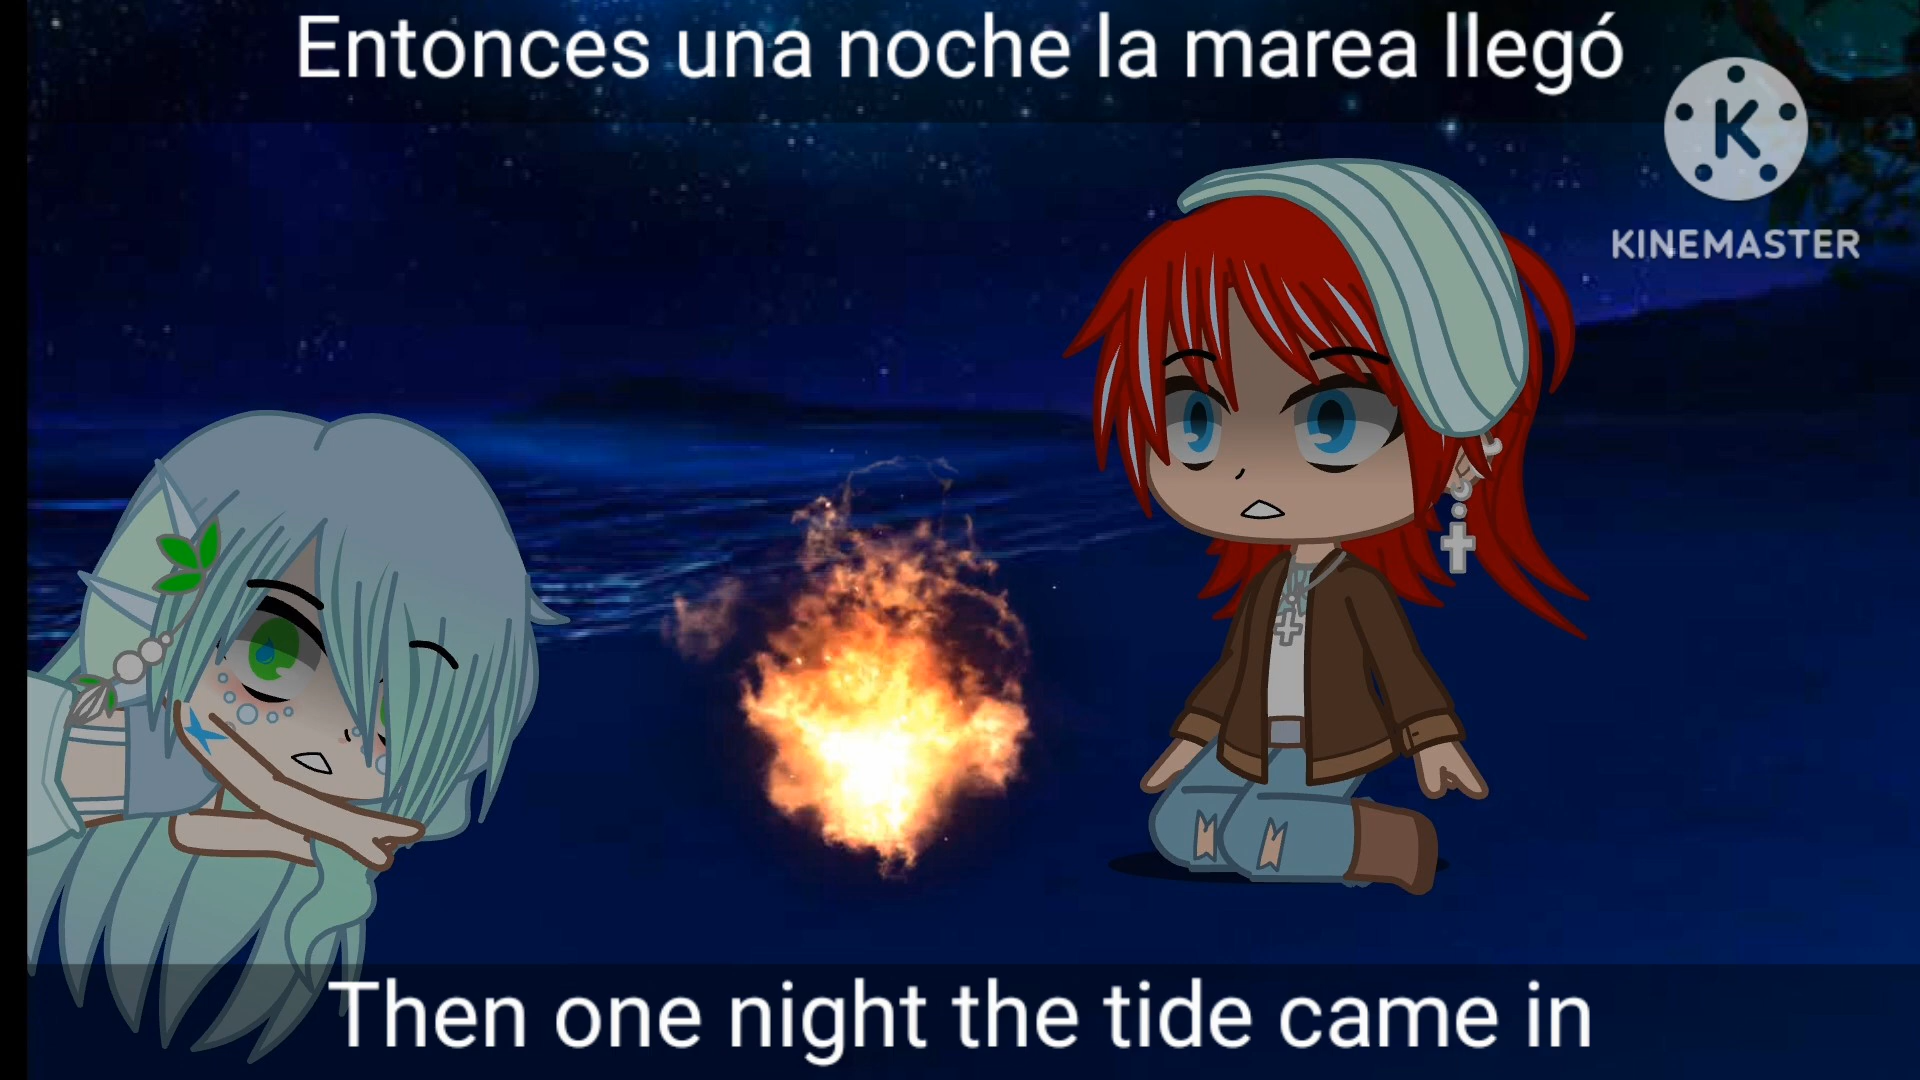 Entonces una noche la marea llegó
K
KINEMASTER
Then one night the tide came in